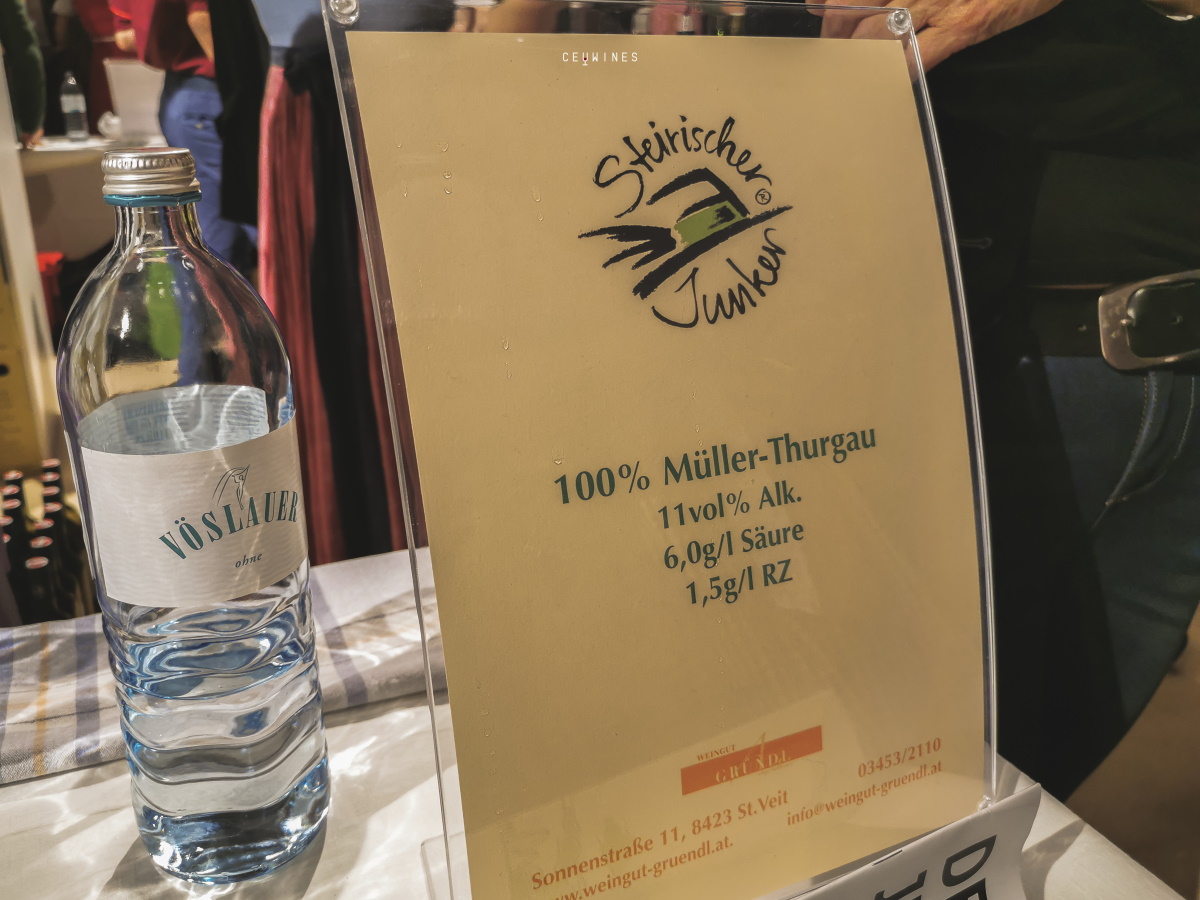 CEUWINES
Steirischer
®
Junker
100% Müller-Thurgau
11vol% Alk.
6,0g/l Säure
1,5g/l RZ
WEINGUT
GRÜNDL
03453/2110
Sonnenstraße 11, 8423 St.Veit
info@weingut-gruendl.at
www.weingut-gruendl.at.
VÖSLAUER
ohne
DE